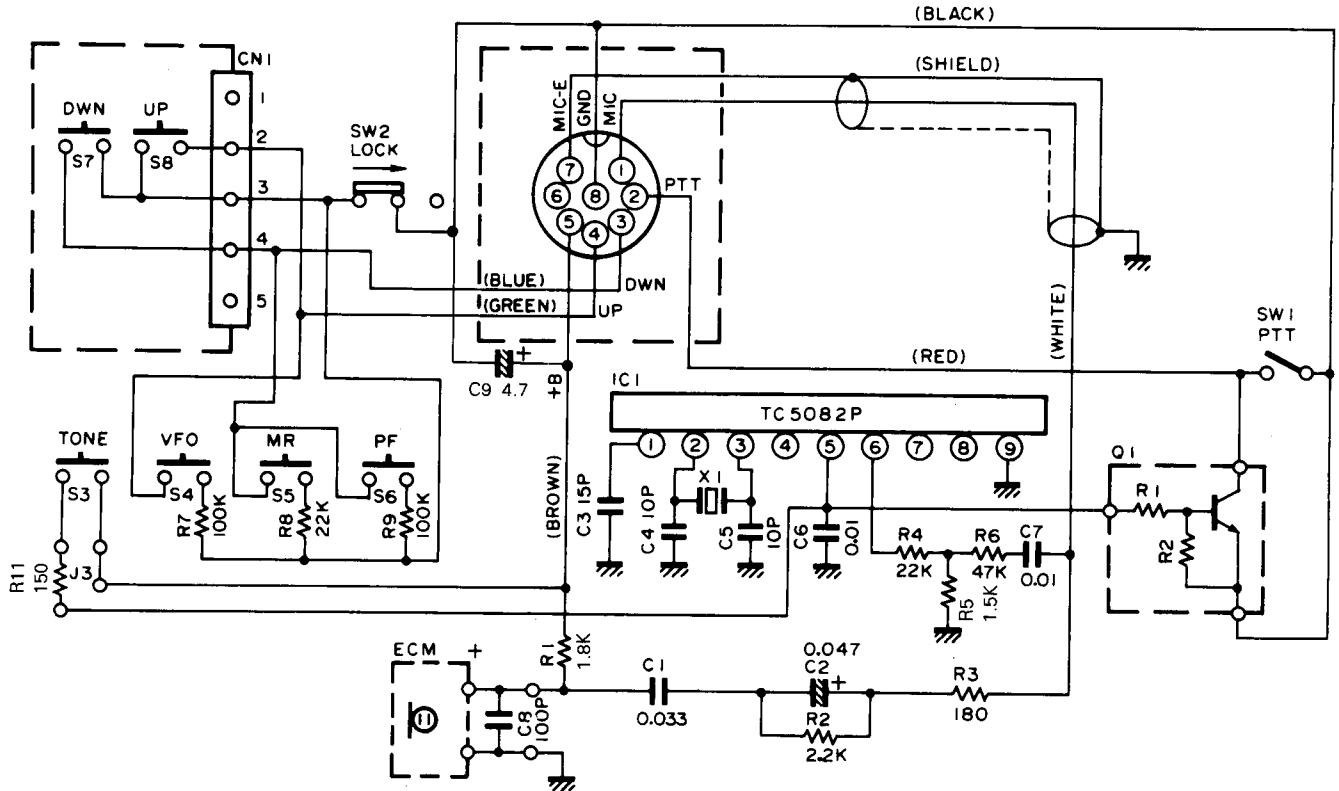 (BLACK)
CN1
DWN
UP
S7
S8
1
2
3
4
5
SW2
LOCK
MIC-E
GND
MIC
(SHIELD)
7
1
6
8
2
5
4
3
PTT
(BLUE)
DWN
(GREEN)
UP
(WHITE)
SW1
PTT
(RED)
C9 4.7
+
+B
IC1
TC5082P
1
2
3
4
5
6
7
8
9
TONE
VFO
MR
PF
S3
S4
S5
S6
R7
100K
R8
22K
R9
100K
(BROWN)
C3 15P
C4 10P
X1
C5
10P
C6
0.01
R4
22K
R6
47K
C7
0.01
R5
1.5K
Q1
R1
R2
R11
150
J3
ECM
+
R1
1.8K
C8
100P
C1
0.033
0.047
C2
+
R2
2.2K
R3
180